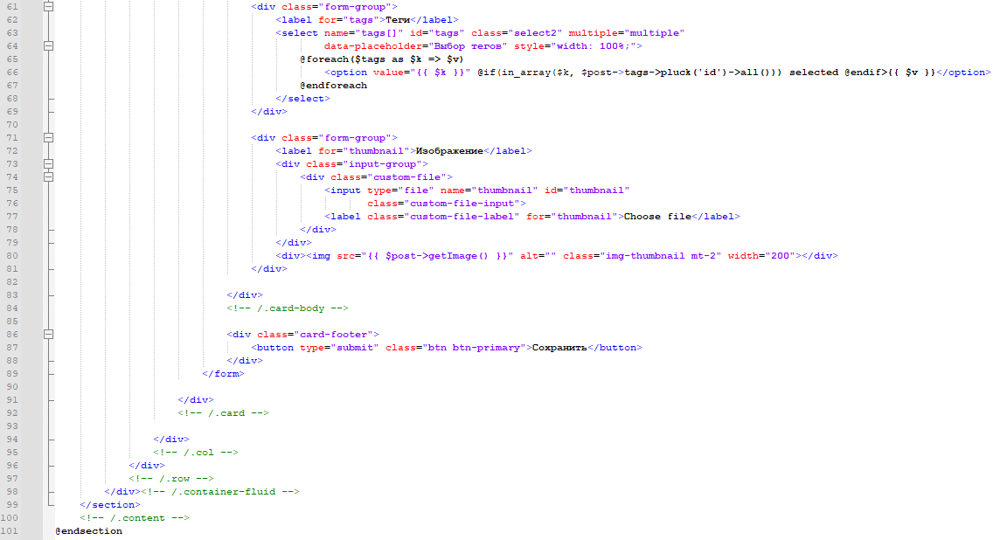 61 <div class="form-group">
62 <label for="tags">Теги</label>
63 <select name="tags[]" id="tags" class="select2" multiple="multiple"
64 data-placeholder="Выбор тегов" style="width: 100%;">
65 @foreach($tags as $k => $v)
66 <option value="{{ $k }}" @if(in_array($k, $post->tags->pluck('id')->all())) selected @endif>{{ $v }}</option>
67 @endforeach
68 </select>
69 </div>
70
71 <div class="form-group">
72 <label for="thumbnail">Изображение</label>
73 <div class="input-group">
74 <div class="custom-file">
75 <input type="file" name="thumbnail" id="thumbnail"
76 class="custom-file-input">
77 <label class="custom-file-label" for="thumbnail">Choose file</label>
78 </div>
79 </div>
80 <div><img src="{{ $post->getImage() }}" alt="" class="img-thumbnail mt-2" width="200"></div>
81 </div>
82
83 </div>
84 <!-- /.card-body -->
85
86 <div class="card-footer">
87 <button type="submit" class="btn btn-primary">Сохранить</button>
88 </div>
89 </form>
90
91 </div>
92 <!-- /.card -->
93
94 </div>
95 <!-- /.col -->
96 </div>
97 <!-- /.row -->
98 </div><!-- /.container-fluid -->
99 </section>
100 <!-- /.content -->
101 @endsection